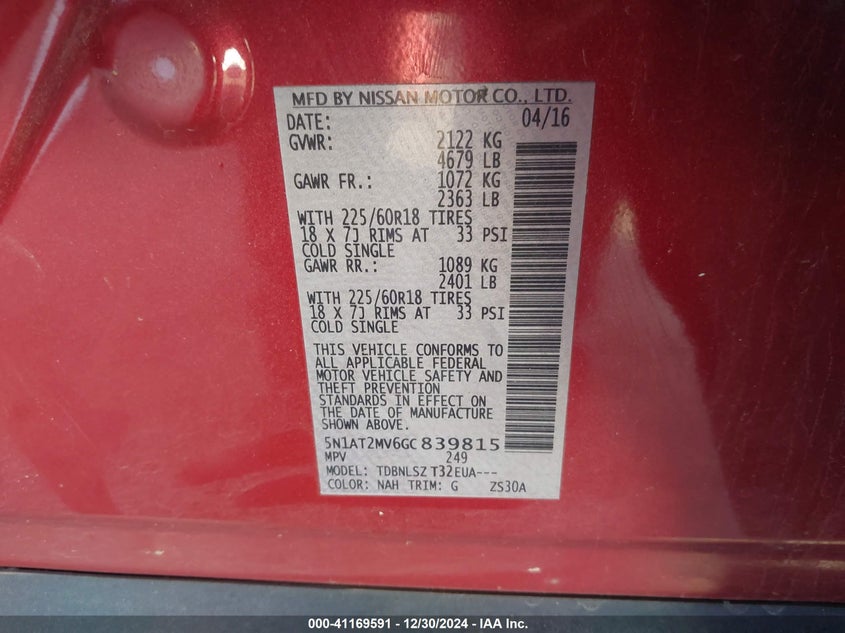 MFD BY NISSAN MOTOR CO., LTD.
DATE: 04/16
GVWR: 2122 KG
4679 LB
GAWR FR.: 1072 KG
2363 LB
WITH 225/60R18 TIRES
18 X 7J RIMS AT 33 PSI
COLD SINGLE
GAWR RR.: 1089 KG
2401 LB
WITH 225/60R18 TIRES
18 X 7J RIMS AT 33 PSI
COLD SINGLE
THIS VEHICLE CONFORMS TO
ALL APPLICABLE FEDERAL
MOTOR VEHICLE SAFETY AND
THEFT PREVENTION
STANDARDS IN EFFECT ON
THE DATE OF MANUFACTURE
SHOWN ABOVE.
5N1AT2MV6GC839815
MPV 249
MODEL: TDBNLSZ T32EUA---
COLOR: NAH TRIM: G ZS30A
000-41169591 - 12/30/2024 - IAA Inc.